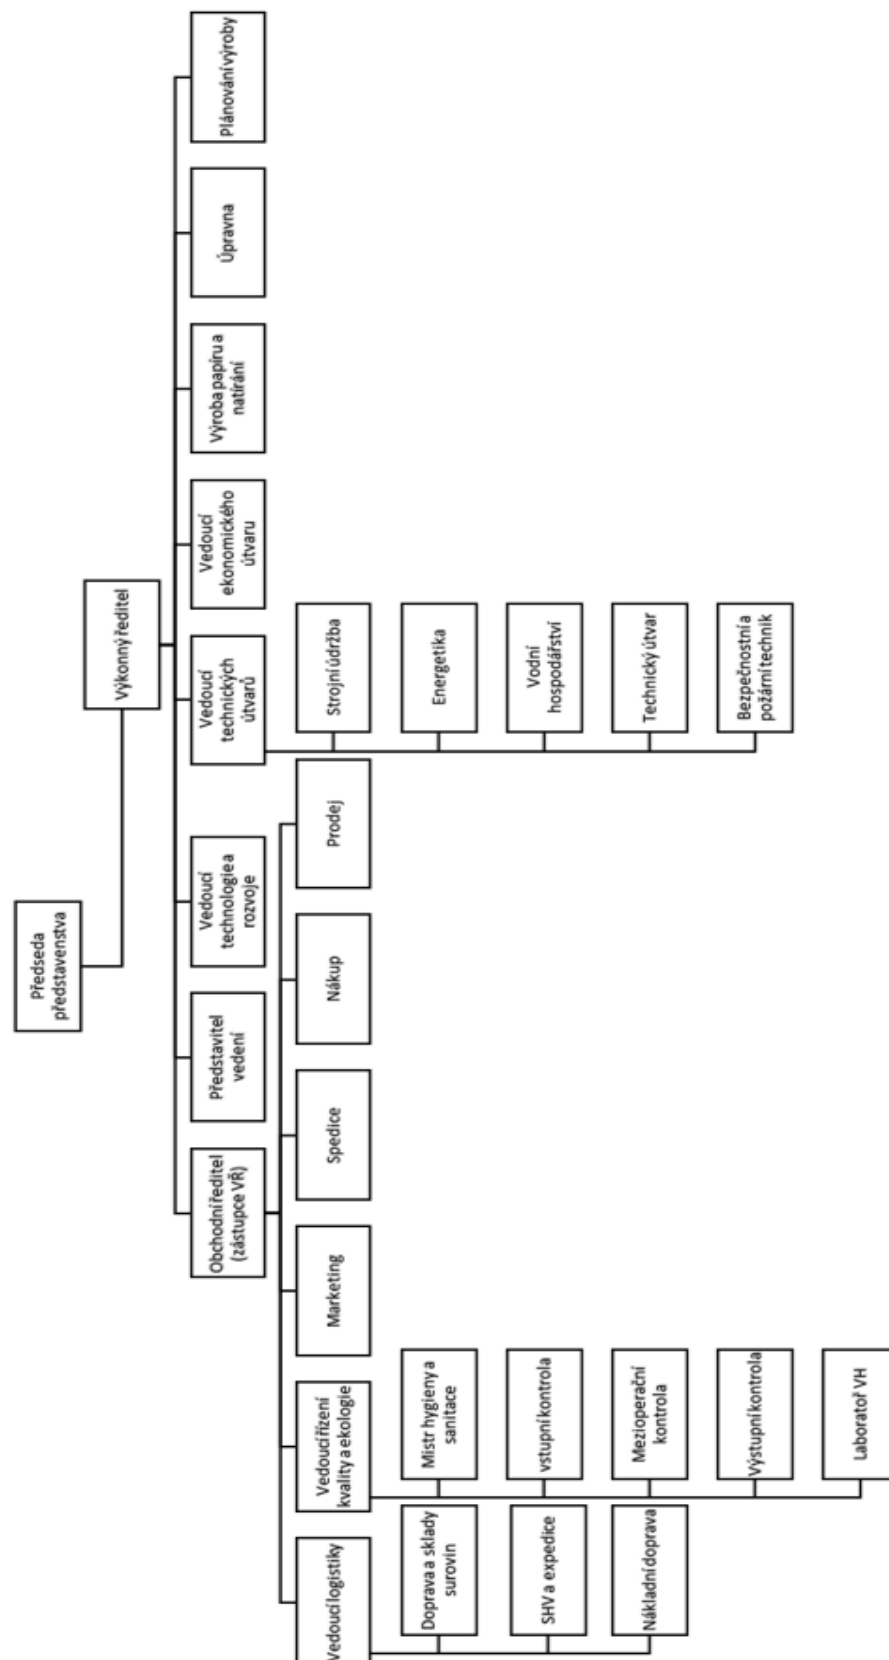 Předseda
představenstva
Výkonný ředitel
Obchodní ředitel
(zástupce VŘ)
Představitel
vedení
Vedoucí
technologie a
rozvoje
Vedoucí
technických
útvarů
Vedoucí
ekonomického
útvaru
Výroba papíru a
natírání
Úpravna
Plánování výroby
Vedoucí logistiky
Vedoucí řízení
kvality a ekologie
Marketing
Spedice
Nákup
Prodej
Strojní údržba
Doprava a sklady
surovin
Mistr hygieny a
sanitace
Energetika
SHV a expedice
vstupní kontrola
Vodní
hospodářství
Nákladní doprava
Mezioperační
kontrola
Technický útvar
Výstupní kontrola
Bezpečnostní a
požární technik
Laboratoř VH